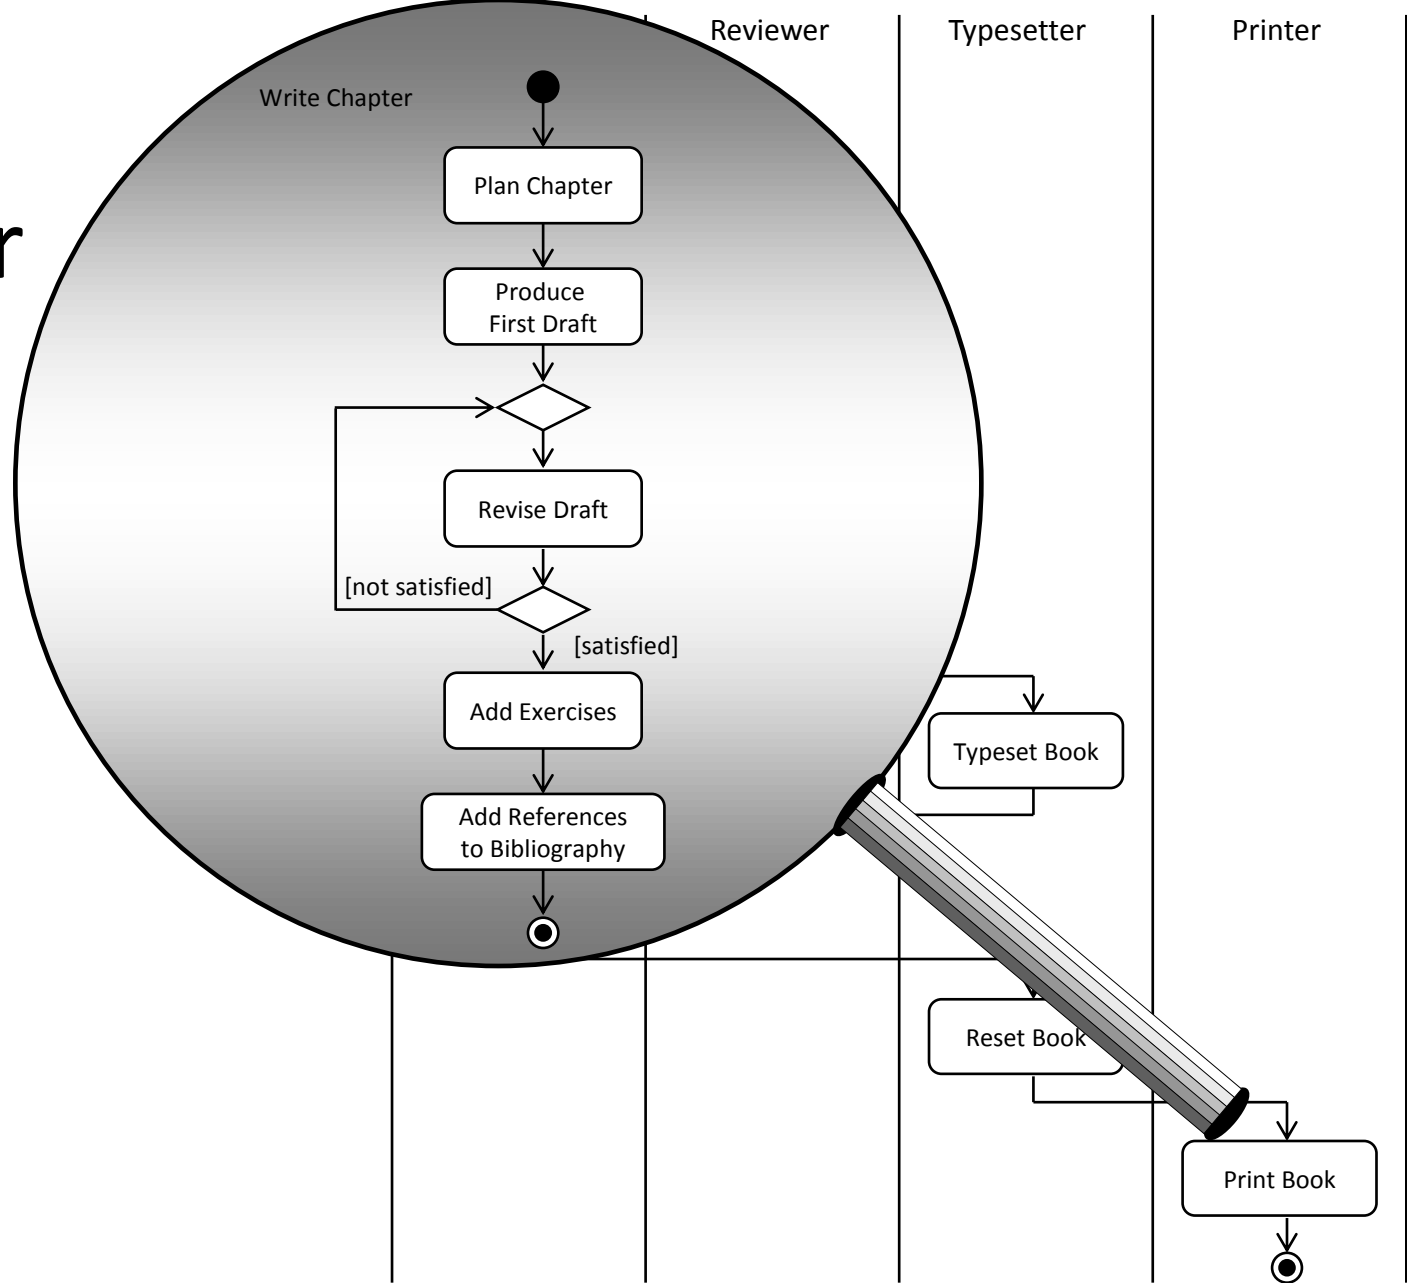 Reviewer
Typesetter
Printer
Write Chapter
Plan Chapter
r
Produce
First Draft
Revise Draft
[not satisfied]
[satisfied]
Add Exercises
Typeset Book
Add References
to Bibliography
Reset Book
Print Book